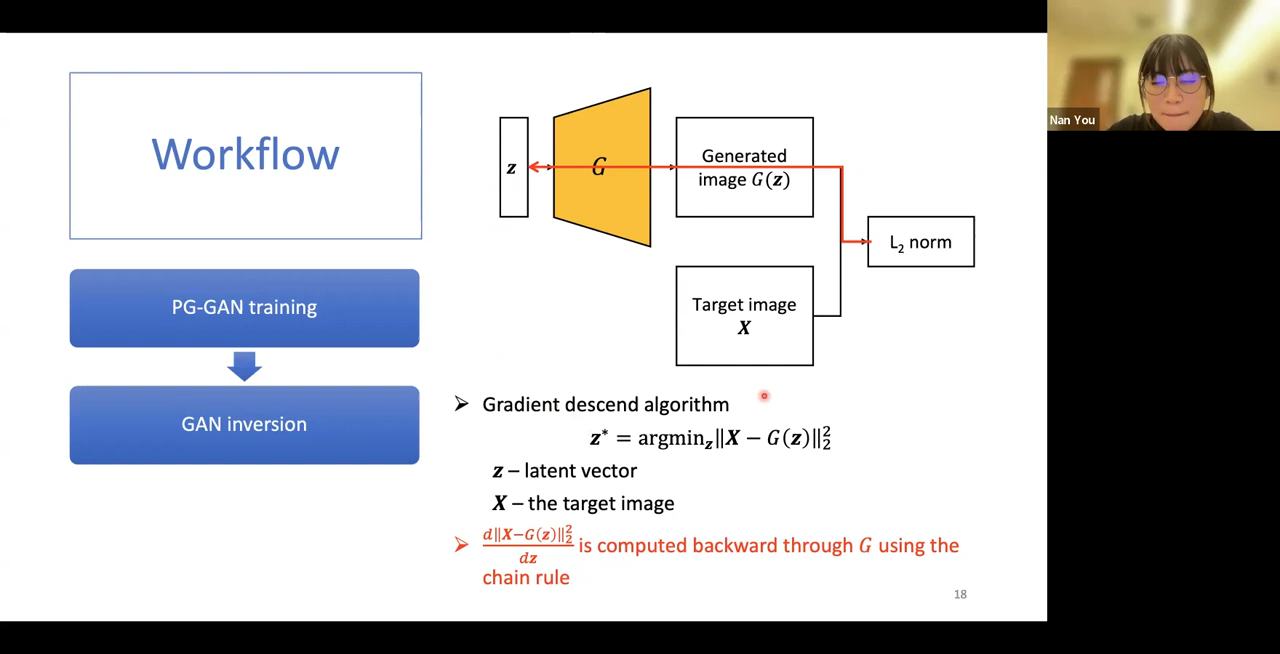 Workflow
PG-GAN training
GAN inversion
z
G
Generated
image G(z)
Target image
X
L₂ norm
➢ Gradient descend algorithm
z* = argmin_z‖X − G(z)‖₂²
z – latent vector
X – the target image
➢ d‖X−G(z)‖₂²/dz is computed backward through G using the
chain rule
18
Nan You